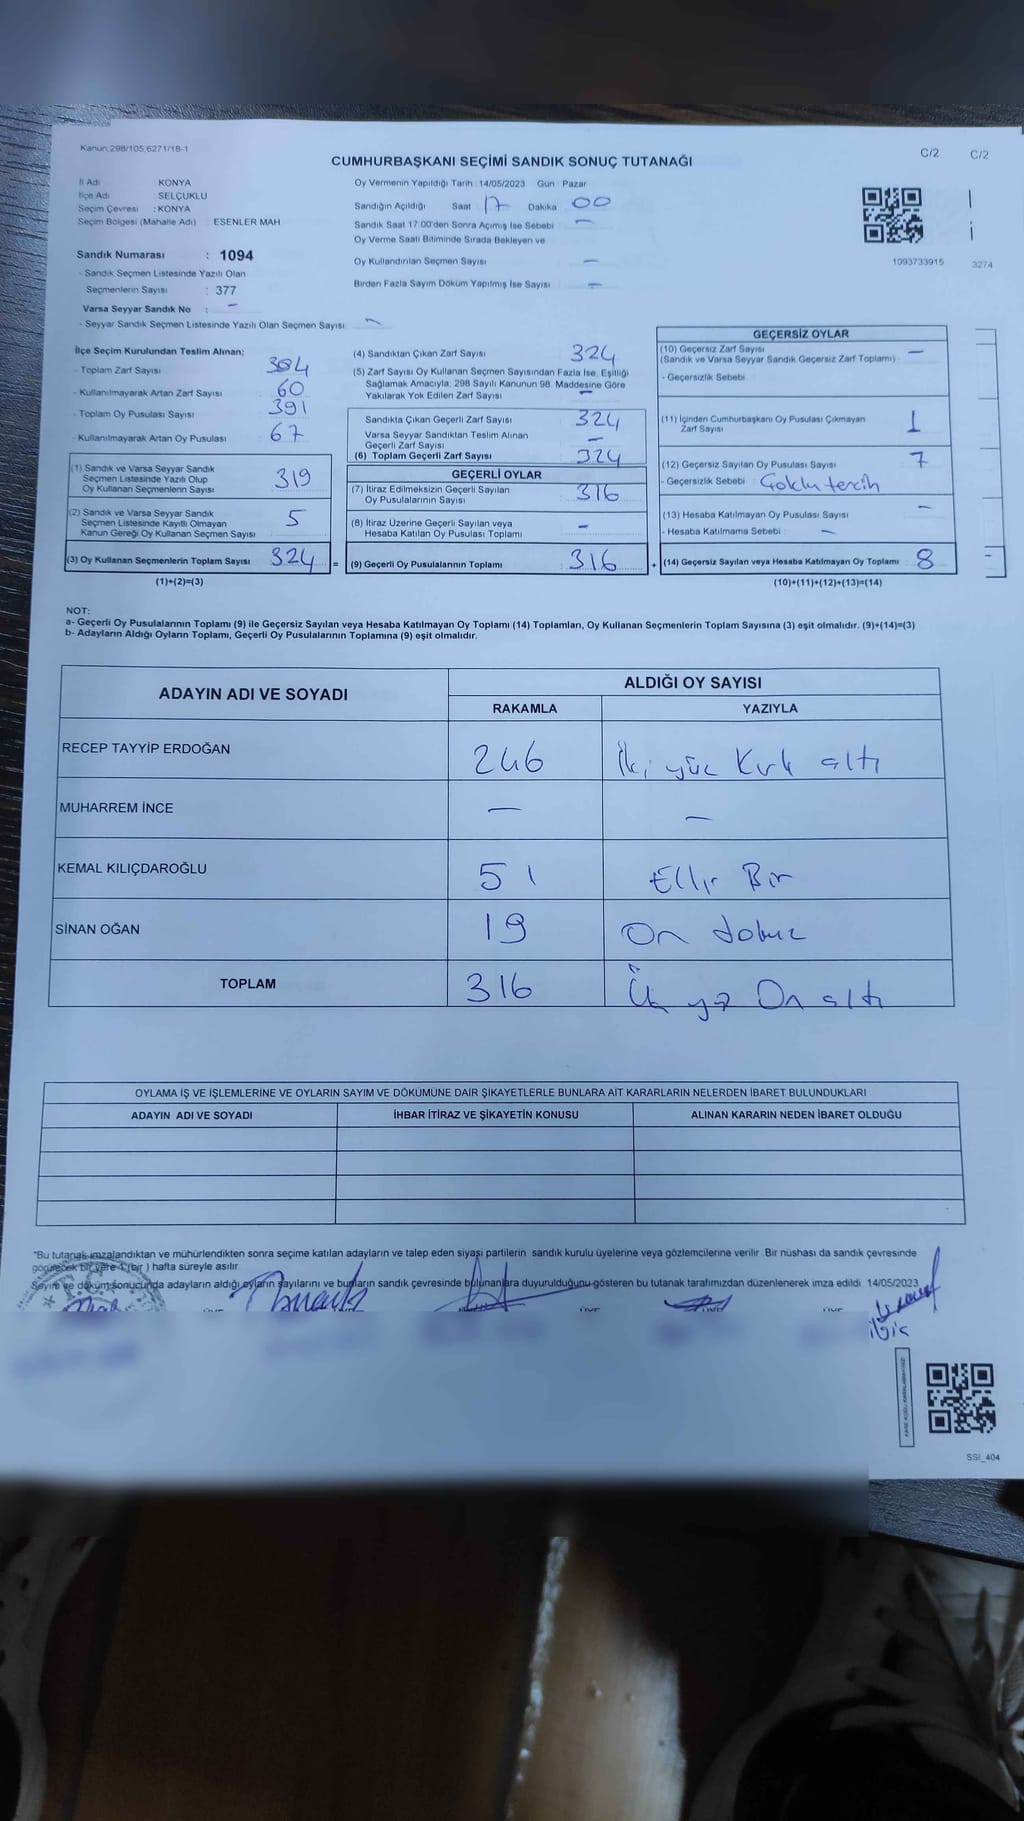 Kanun:298/105,6271/18-1
C/2 C/2
CUMHURBAŞKANI SEÇİMİ SANDIK SONUÇ TUTANAĞI
İl Adı KONYA
İlçe Adı SELÇUKLU
Seçim Çevresi : KONYA
Seçim Bölgesi (Mahalle Adı) : ESENLER MAH
Sandık Numarası : 1094
- Sandık Seçmen Listesinde Yazılı Olan
Seçmenlerin Sayısı : 377
Varsa Seyyar Sandık No : –
- Seyyar Sandık Seçmen Listesinde Yazılı Olan Seçmen Sayısı: –
Oy Vermenin Yapıldığı Tarih :14/05/2023 Gün Pazar
Sandığın Açıldığı Saat 17 Dakika 00
Sandık Saat 17:00'den Sonra Açımış İse Sebebi : –
Oy Verme Saati Bitiminde Sırada Bekleyen ve
Oy Kullandırılan Seçmen Sayısı : –
Birden Fazla Sayım Döküm Yapılmış İse Sayısı : –
1093733915 3274
İlçe Seçim Kurulundan Teslim Alınan;
- Toplam Zarf Sayısı : 384
- Kullanılmayarak Artan Zarf Sayısı : 60
- Toplam Oy Pusulası Sayısı : 391
- Kullanılmayarak Artan Oy Pusulası : 67
(1) Sandık ve Varsa Seyyar Sandık
Seçmen Listesinde Yazılı Olup
Oy Kullanan Seçmenlerin Sayısı : 319
(2) Sandık ve Varsa Seyyar Sandık
Seçmen Listesinde Kayıtlı Olmayan
Kanun Gereği Oy Kullanan Seçmen Sayısı : 5
(3) Oy Kullanan Seçmenlerin Toplam Sayısı : 324 =
(1)+(2)=(3)
(4) Sandıktan Çıkan Zarf Sayısı : 324
(5) Zarf Sayısı Oy Kullanan Seçmen Sayısından Fazla İse, Eşitliği
Sağlamak Amacıyla, 298 Sayılı Kanunun 98. Maddesine Göre
Yakılarak Yok Edilen Zarf Sayısı : –
Sandıkta Çıkan Geçerli Zarf Sayısı : 324
Varsa Seyyar Sandıktan Teslim Alınan
Geçerli Zarf Sayısı : –
(6) Toplam Geçerli Zarf Sayısı : 324
GEÇERLİ OYLAR
(7) İtiraz Edilmeksizin Geçerli Sayılan
Oy Pusulalarının Sayısı : 316
(8) İtiraz Üzerine Geçerli Sayılan veya
Hesaba Katılan Oy Pusulası Toplamı : –
(9) Geçerli Oy Pusulalarının Toplamı : 316 +
GEÇERSİZ OYLAR
(10) Geçersiz Zarf Sayısı : –
(Sandık ve Varsa Seyyar Sandık Geçersiz Zarf Toplamı)
- Geçersizlik Sebebi :
(11) İçinden Cumhurbaşkanı Oy Pusulası Çıkmayan
Zarf Sayısı : 1
(12) Geçersiz Sayılan Oy Pusulası Sayısı : 7
- Geçersizlik Sebebi : Çoklu tercih
(13) Hesaba Katılmayan Oy Pusulası Sayısı : –
- Hesaba Katılmama Sebebi : –
(14) Geçersiz Sayılan veya Hesaba Katılmayan Oy Toplamı : 8
(10)+(11)+(12)+(13)=(14)
NOT:
a- Geçerli Oy Pusulalarının Toplamı (9) ile Geçersiz Sayılan veya Hesaba Katılmayan Oy Toplamı (14) Toplamları, Oy Kullanan Seçmenlerin Toplam Sayısına (3) eşit olmalıdır. (9)+(14)=(3)
b- Adayların Aldığı Oyların Toplamı, Geçerli Oy Pusulalarının Toplamına (9) eşit olmalıdır.
ADAYIN ADI VE SOYADI ALDIĞI OY SAYISI
RAKAMLA YAZIYLA
RECEP TAYYİP ERDOĞAN 246 İki yüz Kırk altı
MUHARREM İNCE – –
KEMAL KILIÇDAROĞLU 51 Elli Bir
SİNAN OĞAN 19 On dokuz
TOPLAM 316 Üç yüz On altı
OYLAMA İŞ VE İŞLEMLERİNE VE OYLARIN SAYIM VE DÖKÜMÜNE DAİR ŞİKAYETLERLE BUNLARA AİT KARARLARIN NELERDEN İBARET BULUNDUKLARI
ADAYIN ADI VE SOYADI İHBAR İTİRAZ VE ŞİKAYETİN KONUSU ALINAN KARARIN NEDEN İBARET OLDUĞU
*Bu tutanak imzalandıktan ve mühürlendikten sonra seçime katılan adayların ve talep eden siyasi partilerin sandık kurulu üyelerine veya gözlemcilerine verilir. Bir nüshası da sandık çevresinde
görülecek bir yere 1 (bir ) hafta süreyle asılır.
Sayım ve döküm sonucunda adayların aldığı oyların sayılarını ve bunların sandık çevresinde bulunanlara duyurulduğunu gösteren bu tutanak tarafımızdan düzenlenerek imza edildi. 14/05/2023
SSI_404